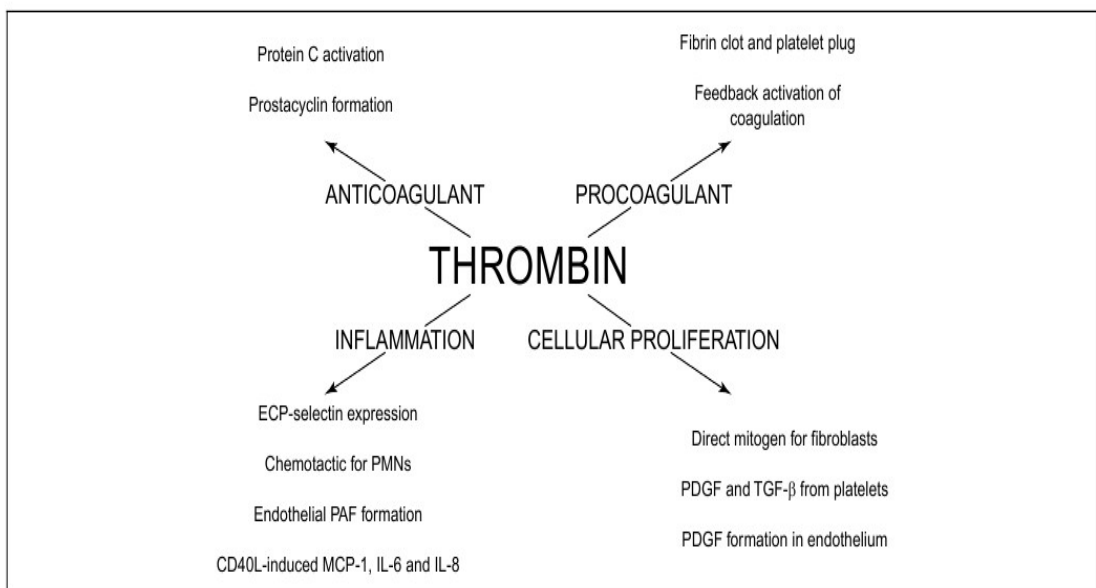 Protein C activation
Prostacyclin formation
Fibrin clot and platelet plug
Feedback activation of
coagulation
ANTICOAGULANT
PROCOAGULANT
THROMBIN
INFLAMMATION
CELLULAR PROLIFERATION
ECP-selectin expression
Chemotactic for PMNs
Endothelial PAF formation
CD40L-induced MCP-1, IL-6 and IL-8
Direct mitogen for fibroblasts
PDGF and TGF-β from platelets
PDGF formation in endothelium